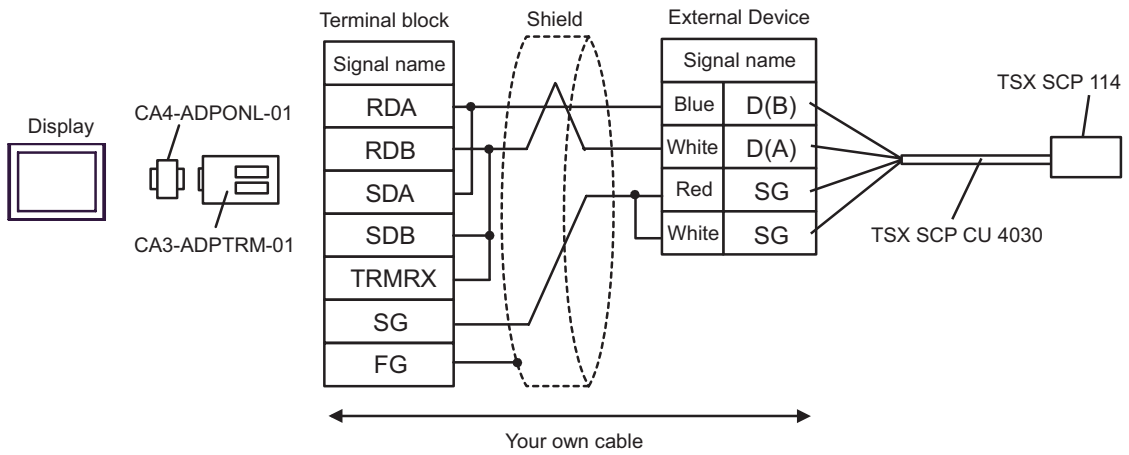 Terminal block
Shield
External Device
Signal name
Signal name
RDA
RDB
SDA
SDB
TRMRX
SG
FG
Blue D(B)
White D(A)
Red SG
White SG
Display
CA4-ADPONL-01
CA3-ADPTRM-01
TSX SCP 114
TSX SCP CU 4030
Your own cable